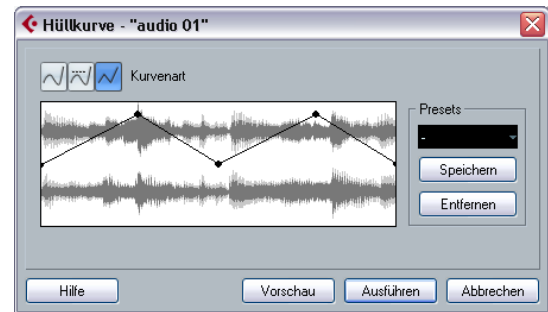 Hüllkurve - "audio 01"
Kurvenart
Presets
-
Speichern
Entfernen
Hilfe
Vorschau
Ausführen
Abbrechen